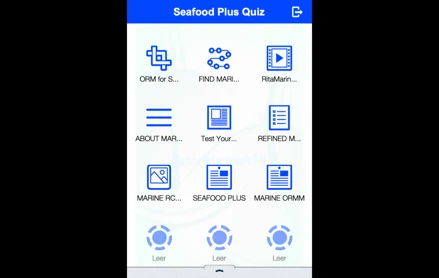 Seafood Plus Quiz
ORM for S... FIND MARI... RitaMarin...
ABOUT MAR... Test Your... REFINED M...
MARINE RC... SEAFOOD PLUS MARINE ORMM
Leer Leer Leer